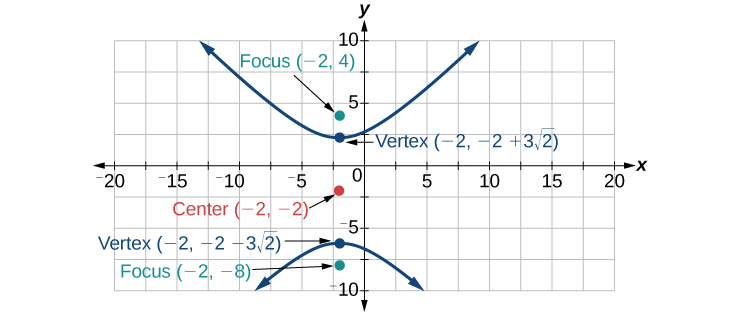 y
10
Focus (−2, 4)
5
Vertex (−2, −2 +3√2)
x
−20 −15 −10 −5 0 5 10 15 20
Center (−2, −2)
−5
Vertex (−2, −2 −3√2)
Focus (−2, −8)
−10